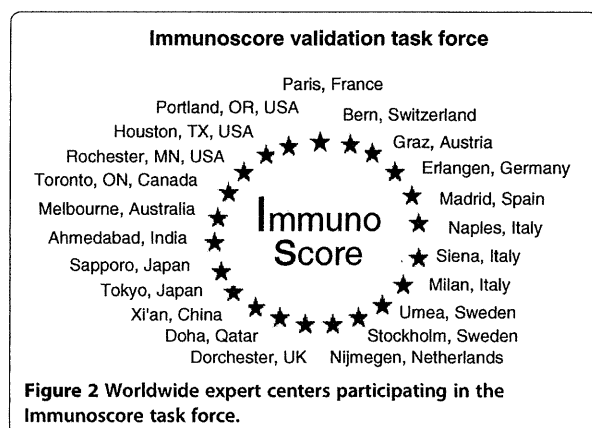 Immunoscore validation task force
Paris, France
Portland, OR, USA
Bern, Switzerland
Houston, TX, USA
Graz, Austria
Rochester, MN, USA
Erlangen, Germany
Toronto, ON, Canada
Madrid, Spain
Melbourne, Australia
Naples, Italy
Immuno
Ahmedabad, India
Score
Siena, Italy
Sapporo, Japan
Milan, Italy
Tokyo, Japan
Umea, Sweden
Xi'an, China
Stockholm, Sweden
Doha, Qatar
Dorchester, UK
Nijmegen, Netherlands
Figure 2 Worldwide expert centers participating in the
Immunoscore task force.